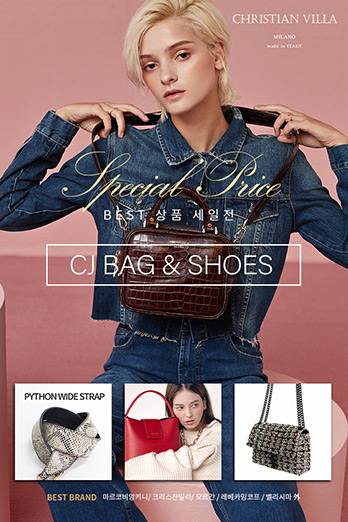 CHRISTIAN VILLA
MILANO
made in ITALY
Special Price
BEST 상품 세일전
CJ BAG & SHOES
PYTHON WIDE STRAP
BEST BRAND 마르코비앙키/ 크리스찬빌라/ 모르간 / 레베카밍코프 / 벨리시마 外